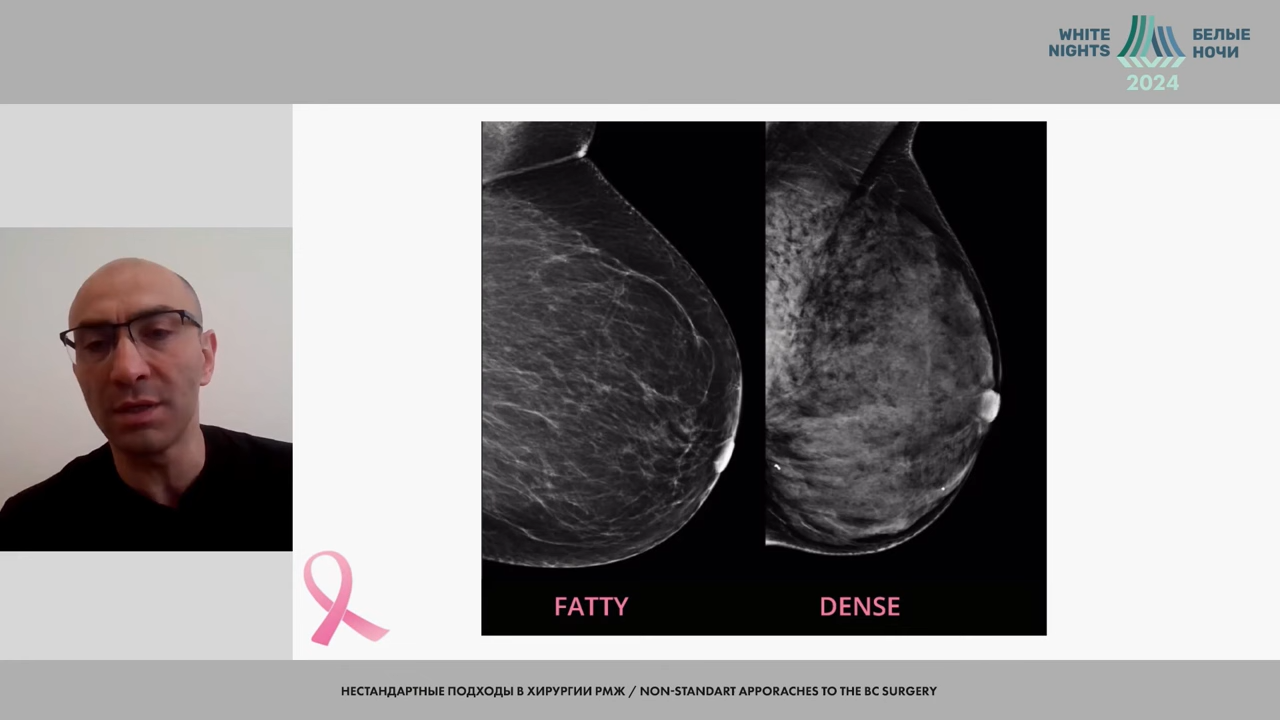 WHITE
NIGHTS
БЕЛЫЕ
НОЧИ
2024
FATTY
DENSE
НЕСТАНДАРТНЫЕ ПОДХОДЫ В ХИРУРГИИ РМЖ / NON-STANDART APPORACHES TO THE BC SURGERY